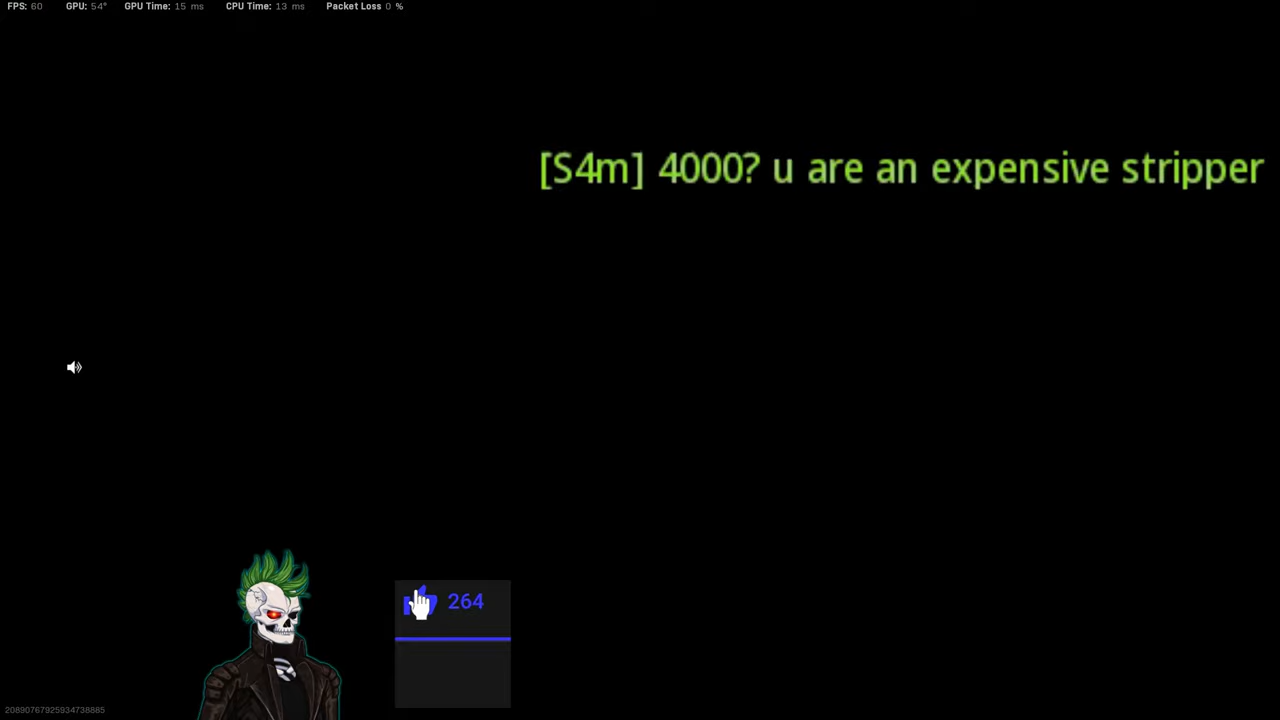 FPS: 60 GPU: 54° GPU Time: 15 ms CPU Time: 13 ms Packet Loss 0 %
[S4m] 4000? u are an expensive stripper
264
20890767925934738885